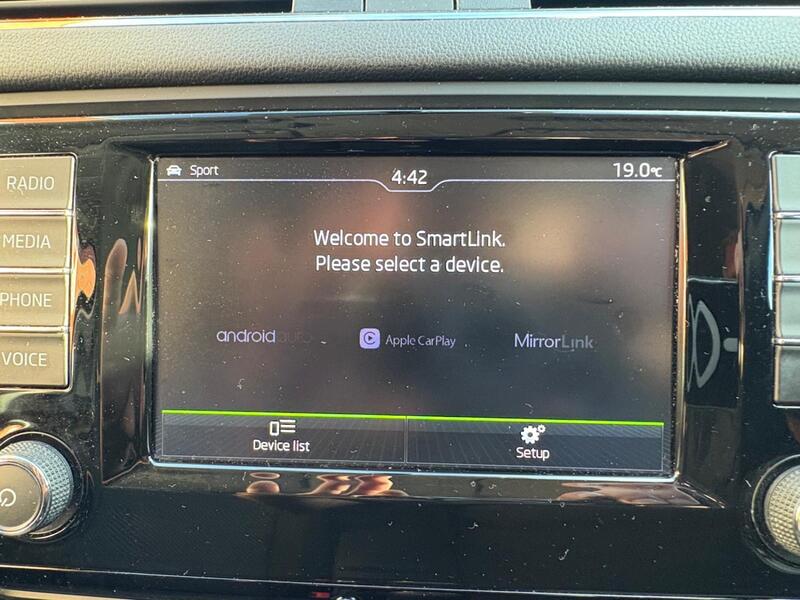 Sport
4:42
19.0°C
RADIO
MEDIA
PHONE
VOICE
Welcome to SmartLink.
Please select a device.
androidauto
Apple CarPlay
MirrorLink
Device list
Setup